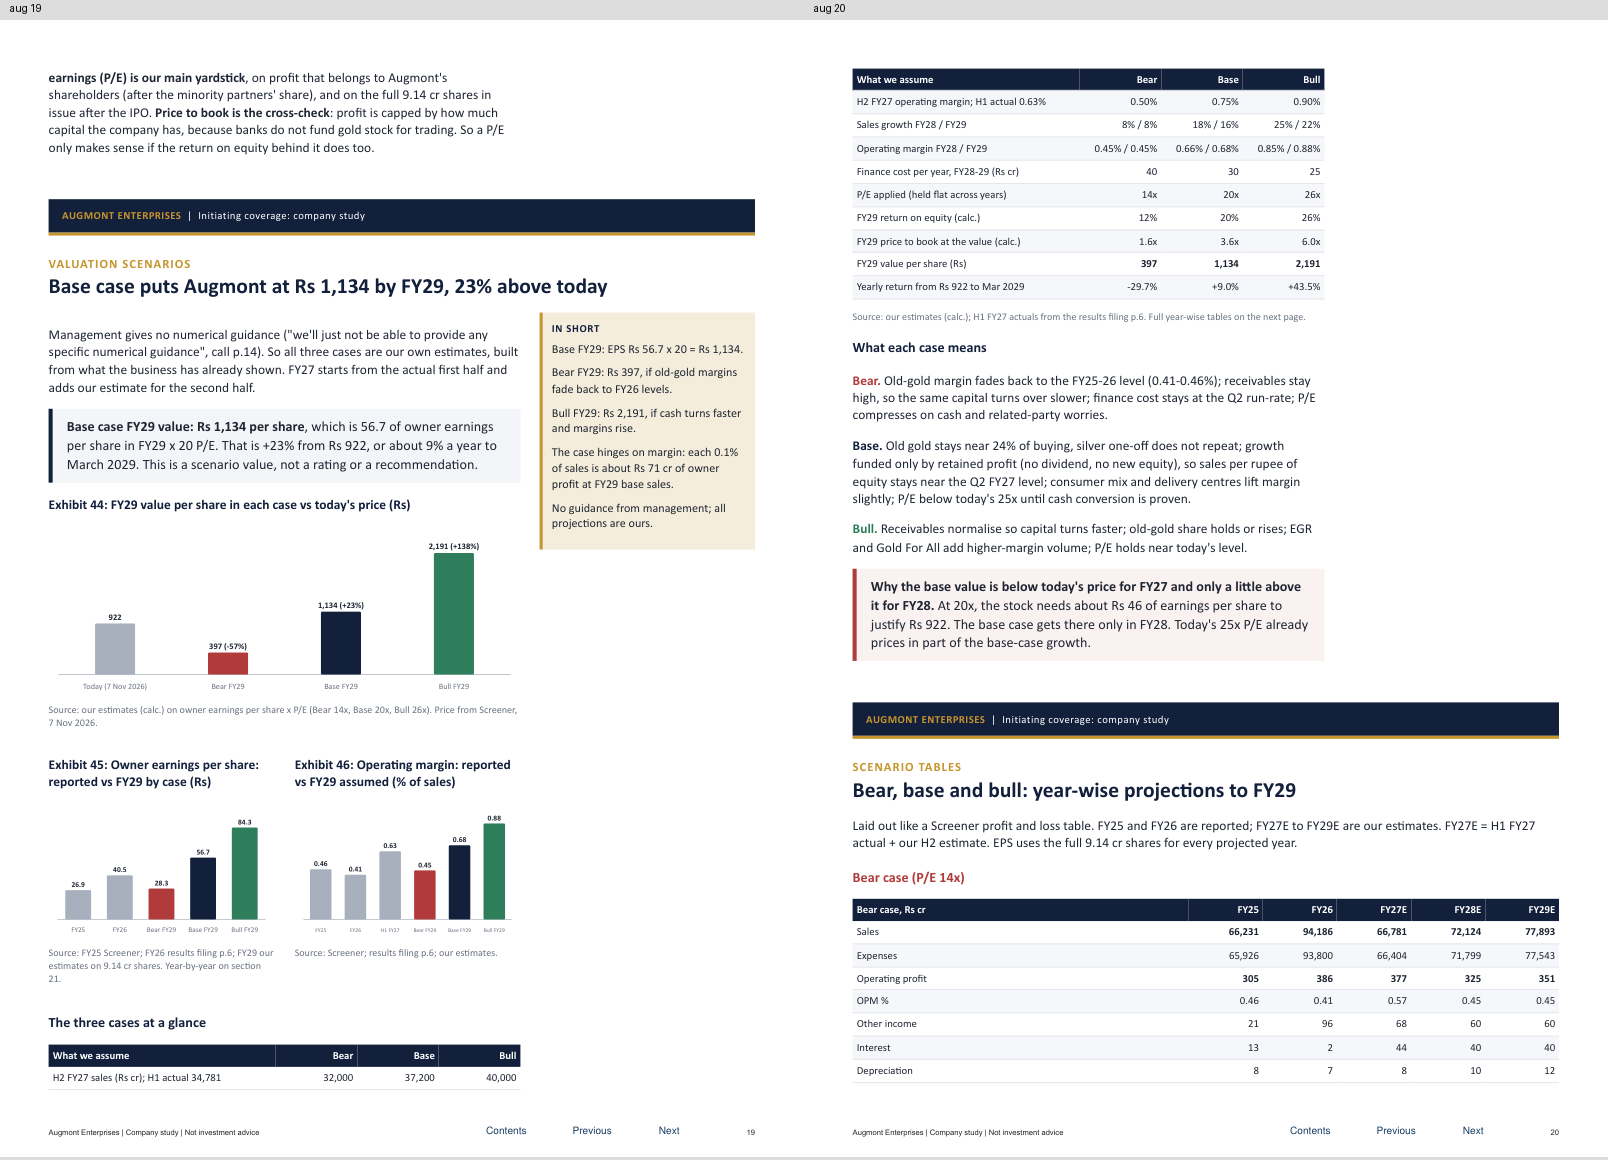 aug 19
earnings (P/E) is our main yardstick, on profit that belongs to Augmont's
shareholders (after the minority partners' share), and on the full 9.14 cr shares in
issue after the IPO. Price to book is the cross-check: profit is capped by how much
capital the company has, because banks do not fund gold stock for trading. So a P/E
only makes sense if the return on equity behind it does too.
AUGMONT ENTERPRISES | Initiating coverage: company study
VALUATION SCENARIOS
Base case puts Augmont at Rs 1,134 by FY29, 23% above today
Management gives no numerical guidance ("we'll just not be able to provide any
specific numerical guidance", call p.14). So all three cases are our own estimates, built
from what the business has already shown. FY27 starts from the actual first half and
adds our estimate for the second half.
Base case FY29 value: Rs 1,134 per share, which is 56.7 of owner earnings
per share in FY29 x 20 P/E. That is +23% from Rs 922, or about 9% a year to
March 2029. This is a scenario value, not a rating or a recommendation.
IN SHORT
Base FY29: EPS Rs 56.7 x 20 = Rs 1,134.
Bear FY29: Rs 397, if old-gold margins
fade back to FY26 levels.
Bull FY29: Rs 2,191, if cash turns faster
and margins rise.
The case hinges on margin: each 0.1%
of sales is about Rs 71 cr of owner
profit at FY29 base sales.
No guidance from management; all
projections are ours.
Exhibit 44: FY29 value per share in each case vs today's price (Rs)
922
397 (-57%)
1,134 (+23%)
2,191 (+138%)
Today (7 Nov 2026)
Bear FY29
Base FY29
Bull FY29
Source: our estimates (calc.) on owner earnings per share x P/E (Bear 14x, Base 20x, Bull 26x). Price from Screener,
7 Nov 2026.
Exhibit 45: Owner earnings per share:
reported vs FY29 by case (Rs)
26.9
40.5
28.3
56.7
84.3
FY25
FY26
Bear FY29
Base FY29
Bull FY29
Source: FY25 Screener; FY26 results filing p.6; FY29 our
estimates on 9.14 cr shares. Year-by-year on section
21.
Exhibit 46: Operating margin: reported
vs FY29 assumed (% of sales)
0.46
0.41
0.63
0.45
0.68
0.88
FY25
FY26
H1 FY27
Bear FY29
Base FY29
Bull FY29
Source: Screener; results filing p.6; our estimates.
The three cases at a glance
What we assume Bear Base Bull
H2 FY27 sales (Rs cr); H1 actual 34,781 32,000 37,200 40,000
Augmont Enterprises | Company study | Not investment advice
Contents Previous Next 19
aug 20
What we assume Bear Base Bull
H2 FY27 operating margin; H1 actual 0.63% 0.50% 0.75% 0.90%
Sales growth FY28 / FY29 8% / 8% 18% / 16% 25% / 22%
Operating margin FY28 / FY29 0.45% / 0.45% 0.66% / 0.68% 0.85% / 0.88%
Finance cost per year, FY28-29 (Rs cr) 40 30 25
P/E applied (held flat across years) 14x 20x 26x
FY29 return on equity (calc.) 12% 20% 26%
FY29 price to book at the value (calc.) 1.6x 3.6x 6.0x
FY29 value per share (Rs) 397 1,134 2,191
Yearly return from Rs 922 to Mar 2029 -29.7% +9.0% +43.5%
Source: our estimates (calc.); H1 FY27 actuals from the results filing p.6. Full year-wise tables on the next page.
What each case means
Bear. Old-gold margin fades back to the FY25-26 level (0.41-0.46%); receivables stay
high, so the same capital turns over slower; finance cost stays at the Q2 run-rate; P/E
compresses on cash and related-party worries.
Base. Old gold stays near 24% of buying, silver one-off does not repeat; growth
funded only by retained profit (no dividend, no new equity), so sales per rupee of
equity stays near the Q2 FY27 level; consumer mix and delivery centres lift margin
slightly; P/E below today's 25x until cash conversion is proven.
Bull. Receivables normalise so capital turns faster; old-gold share holds or rises; EGR
and Gold For All add higher-margin volume; P/E holds near today's level.
Why the base value is below today's price for FY27 and only a little above
it for FY28. At 20x, the stock needs about Rs 46 of earnings per share to
justify Rs 922. The base case gets there only in FY28. Today's 25x P/E already
prices in part of the base-case growth.
AUGMONT ENTERPRISES | Initiating coverage: company study
SCENARIO TABLES
Bear, base and bull: year-wise projections to FY29
Laid out like a Screener profit and loss table. FY25 and FY26 are reported; FY27E to FY29E are our estimates. FY27E = H1 FY27
actual + our H2 estimate. EPS uses the full 9.14 cr shares for every projected year.
Bear case (P/E 14x)
Bear case, Rs cr FY25 FY26 FY27E FY28E FY29E
Sales 66,231 94,186 66,781 72,124 77,893
Expenses 65,926 93,800 66,404 71,799 77,543
Operating profit 305 386 377 325 351
OPM % 0.46 0.41 0.57 0.45 0.45
Other income 21 96 68 60 60
Interest 13 2 44 40 40
Depreciation 8 7 8 10 12
Augmont Enterprises | Company study | Not investment advice
Contents Previous Next 20